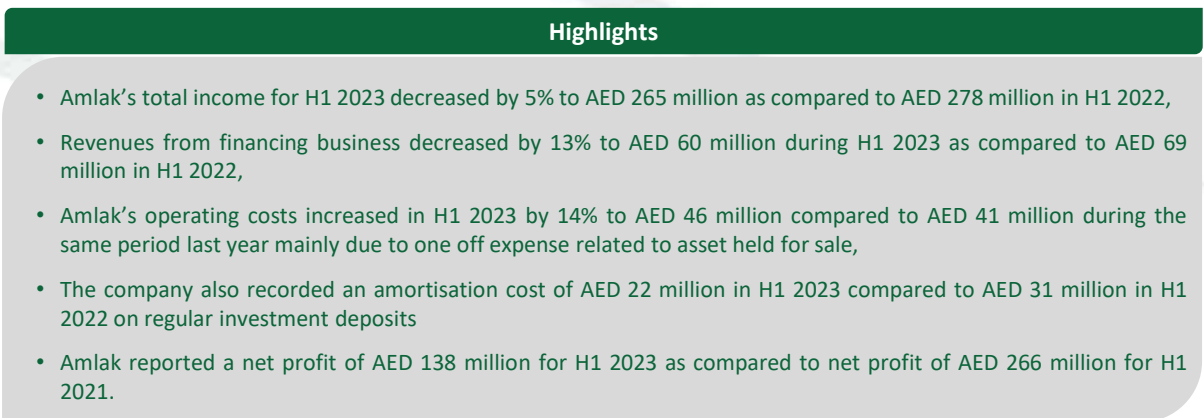 Highlights
• Amlak's total income for H1 2023 decreased by 5% to AED 265 million as compared to AED 278 million in H1 2022,
• Revenues from financing business decreased by 13% to AED 60 million during H1 2023 as compared to AED 69
million in H1 2022,
• Amlak's operating costs increased in H1 2023 by 14% to AED 46 million compared to AED 41 million during the
same period last year mainly due to one off expense related to asset held for sale,
• The company also recorded an amortisation cost of AED 22 million in H1 2023 compared to AED 31 million in H1
2022 on regular investment deposits
• Amlak reported a net profit of AED 138 million for H1 2023 as compared to net profit of AED 266 million for H1
2021.